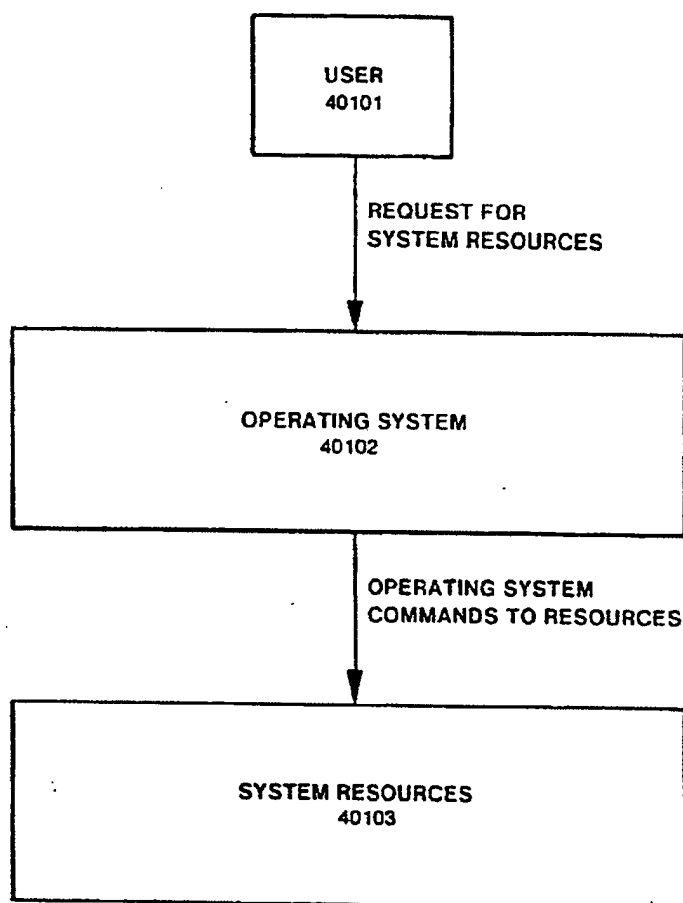 USER
40101
REQUEST FOR
SYSTEM RESOURCES
OPERATING SYSTEM
40102
OPERATING SYSTEM
COMMANDS TO RESOURCES
SYSTEM RESOURCES
40103